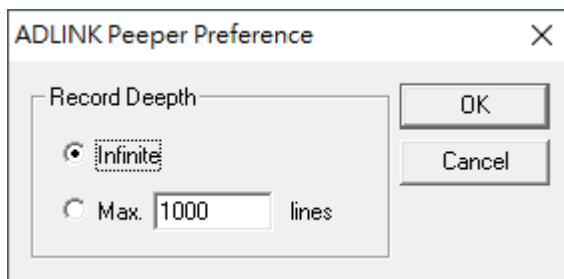 ADLINK Peeper Preference
Record Deepth
Infinite
Max. 1000 lines
OK
Cancel